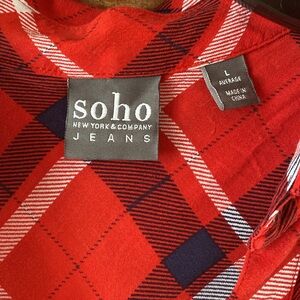 soho
NEW YORK & COMPANY
JEANS
L
AVERAGE
MADE IN
CHINA